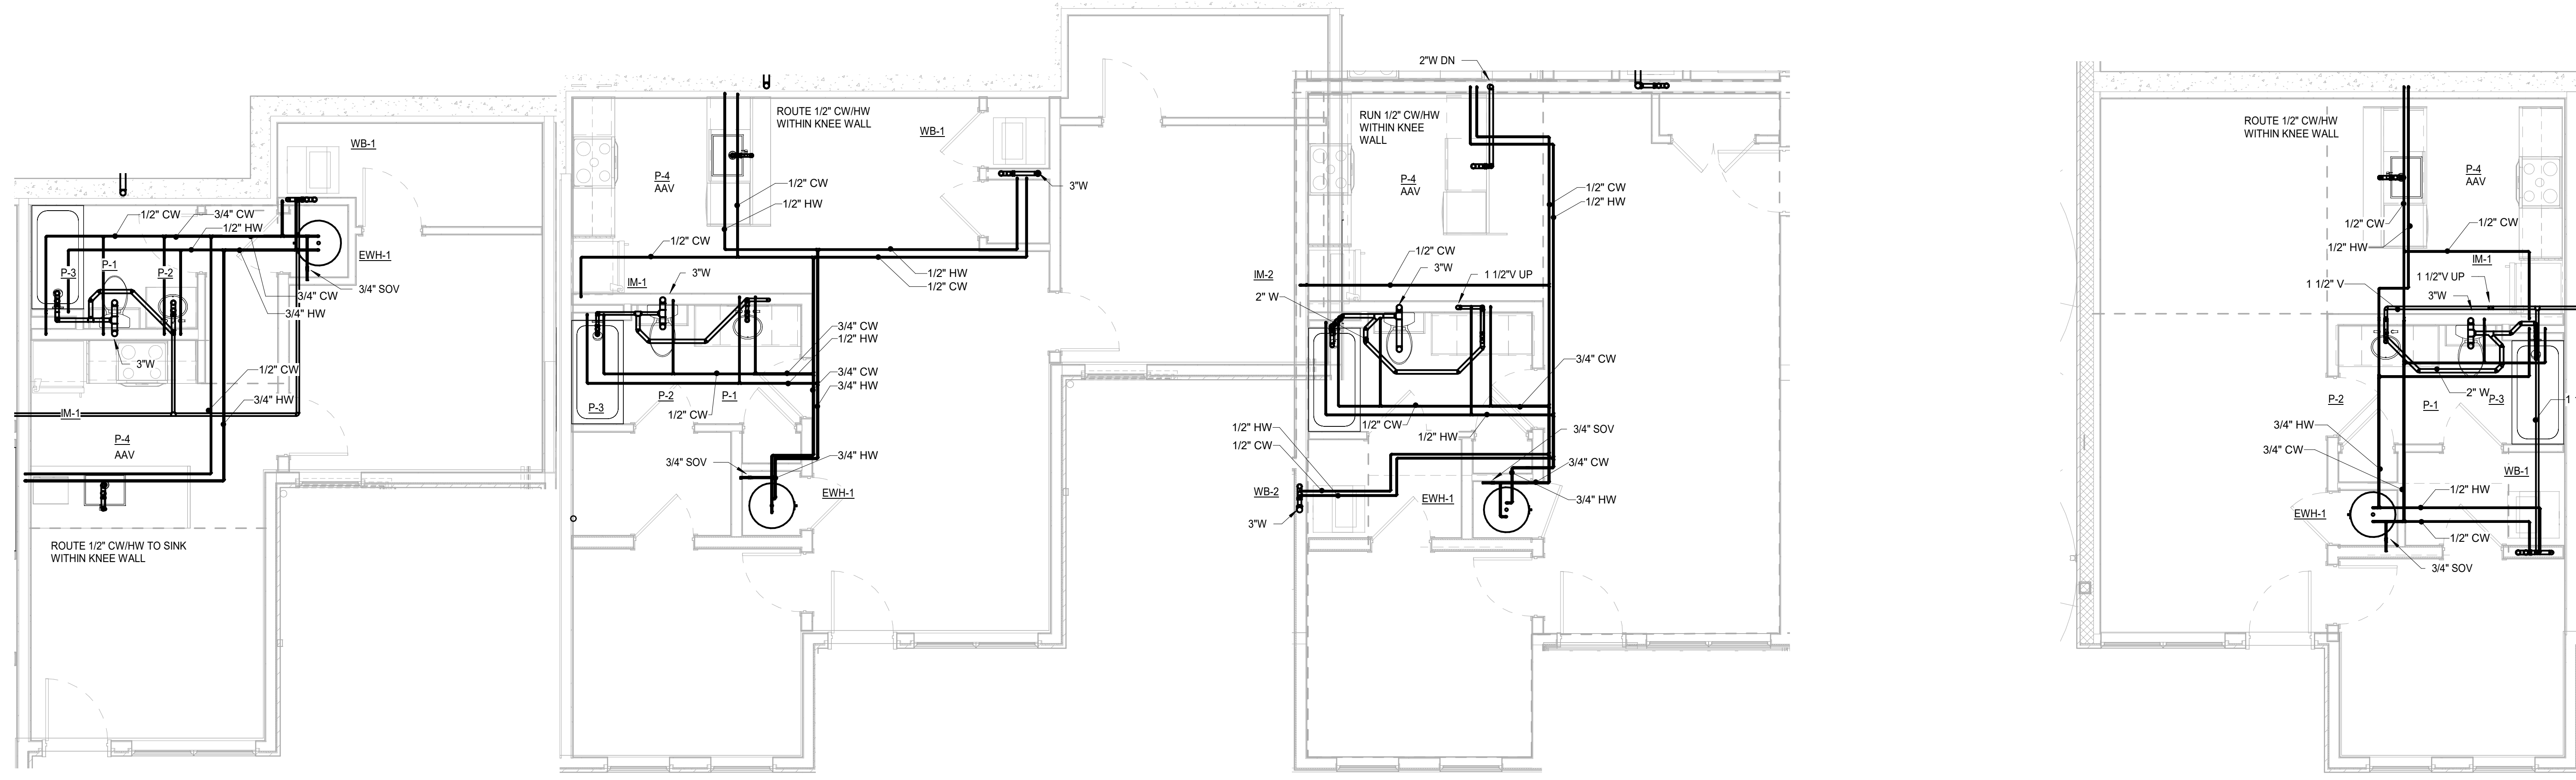 WB-1
1/2" CW
3/4" CW
1/2" HW
EWH-1
P-3
P-1
P-2
3/4" SOV
3/4" CW
3/4" HW
3"W
1/2" CW
3/4" HW
IM-1
P-4
AAV
ROUTE 1/2" CW/HW TO SINK
WITHIN KNEE WALL
ROUTE 1/2" CW/HW
WITHIN KNEE WALL
WB-1
P-4
AAV
1/2" CW
1/2" HW
3"W
1/2" CW
3"W
IM-1
1/2" HW
1/2" CW
3/4" CW
1/2" HW
3/4" CW
3/4" HW
P-2
P-1
P-3
1/2" CW
3/4" SOV
3/4" HW
EWH-1
2"W DN
RUN 1/2" CW/HW
WITHIN KNEE
WALL
P-4
AAV
1/2" CW
1/2" HW
1/2" CW
IM-2
3"W
1 1/2"V UP
2" W
3/4" CW
1/2" CW
1/2" HW
1/2" HW
1/2" CW
3/4" SOV
3/4" CW
WB-2
EWH-1
3/4" HW
3"W
ROUTE 1/2" CW/HW
WITHIN KNEE WALL
P-4
AAV
1/2" CW
1/2" CW
1/2" HW
IM-1
1 1/2"V UP
1 1/2" V
3"W
2" W
P-2
P-1
P-3
1
3/4" HW
3/4" CW
WB-1
1/2" HW
EWH-1
1/2" CW
3/4" SOV